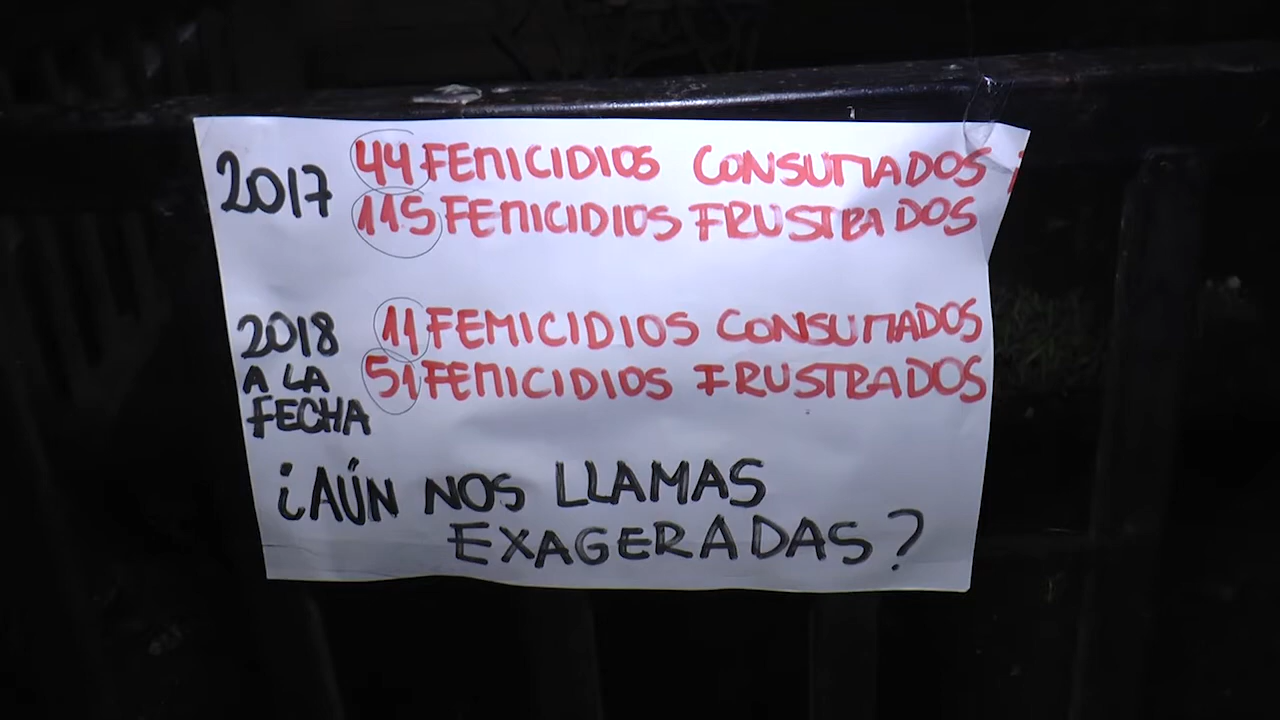 2017 44 FEMICIDIOS CONSUMADOS
115 FEMICIDIOS FRUSTRADOS
2018 11 FEMICIDIOS CONSUMADOS
A LA 51 FEMICIDIOS FRUSTRADOS
FECHA
¿AÚN NOS LLAMAS
EXAGERADAS?